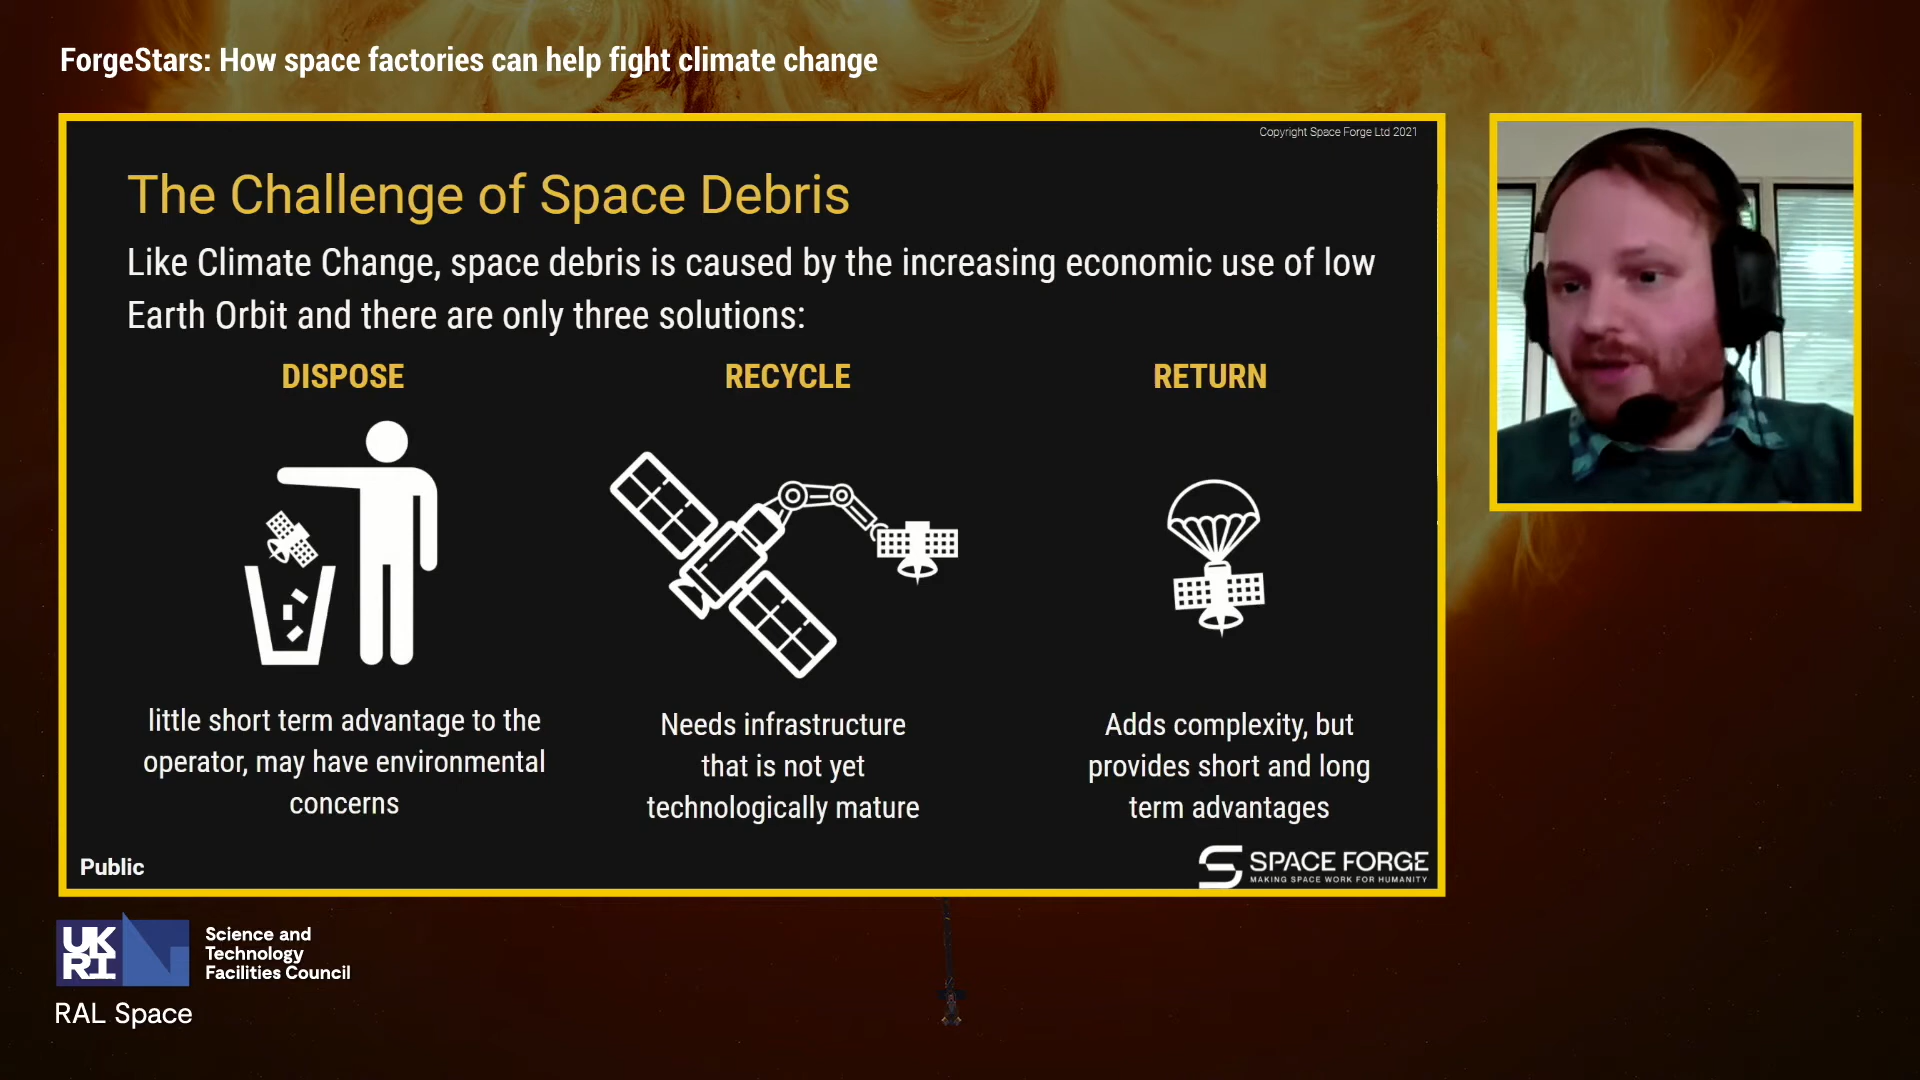 ForgeStars: How space factories can help fight climate change
Copyright Space Forge Ltd 2021
The Challenge of Space Debris
Like Climate Change, space debris is caused by the increasing economic use of low
Earth Orbit and there are only three solutions:
DISPOSE
little short term advantage to the
operator, may have environmental
concerns
RECYCLE
Needs infrastructure
that is not yet
technologically mature
RETURN
Adds complexity, but
provides short and long
term advantages
Public
SPACE FORGE
MAKING SPACE WORK FOR HUMANITY
UK
RI
Science and
Technology
Facilities Council
RAL Space